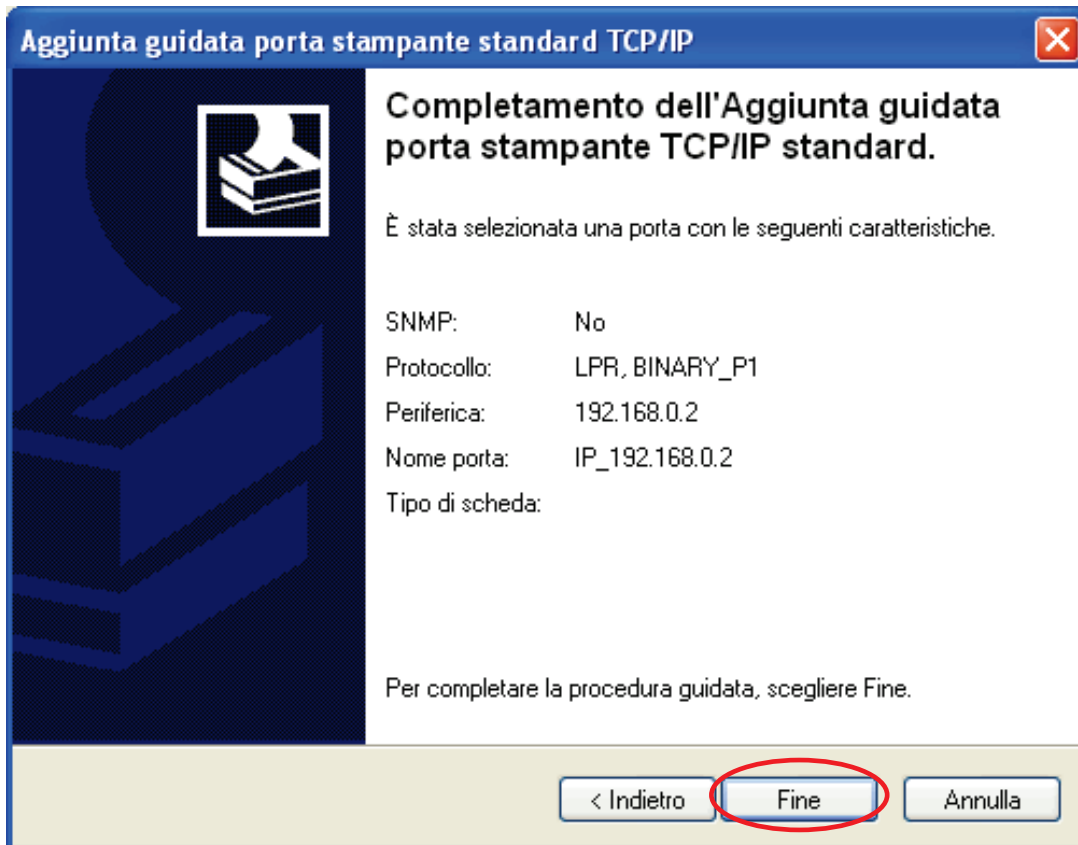 Aggiunta guidata porta stampante standard TCP/IP
Completamento dell'Aggiunta guidata
porta stampante TCP/IP standard.
È stata selezionata una porta con le seguenti caratteristiche.
SNMP: No
Protocollo: LPR, BINARY_P1
Periferica: 192.168.0.2
Nome porta: IP_192.168.0.2
Tipo di scheda:
Per completare la procedura guidata, scegliere Fine.
< Indietro Fine Annulla